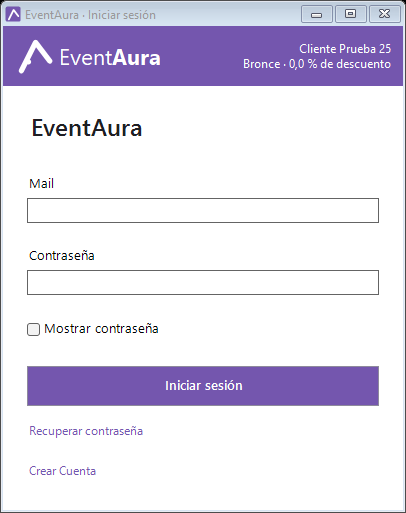 EventAura · Iniciar sesión
EventAura
Cliente Prueba 25
Bronce · 0,0 % de descuento
EventAura
Mail
Contraseña
Mostrar contraseña
Iniciar sesión
Recuperar contraseña
Crear Cuenta